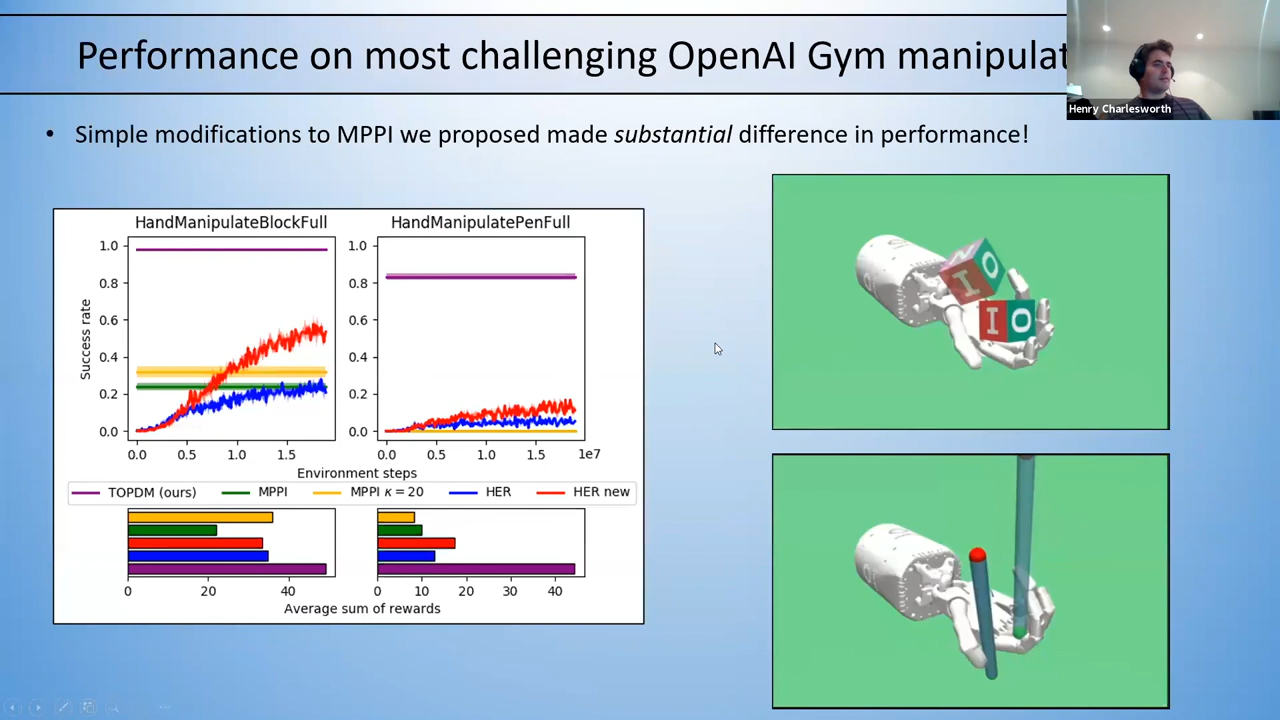 Performance on most challenging OpenAI Gym manipulat
Henry Charlesworth
• Simple modifications to MPPI we proposed made substantial difference in performance!
HandManipulateBlockFull
HandManipulatePenFull
Success rate
1.0
0.8
0.6
0.4
0.2
0.0
0.0 0.5 1.0 1.5
1.0
0.8
0.6
0.4
0.2
0.0
0.0 0.5 1.0 1.5 1e7
Environment steps
TOPDM (ours) MPPI MPPI κ = 20 HER HER new
0 20 40
0 10 20 30 40
Average sum of rewards
I O
I O